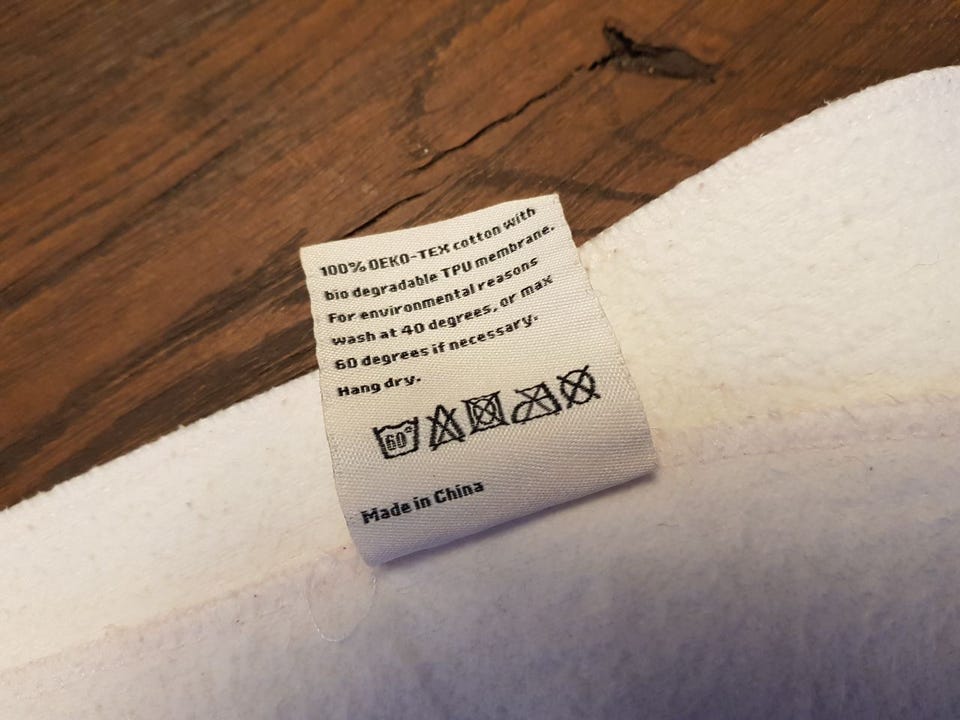 100% OEKO-TEX cotton with
bio degradable TPU membrane.
For environmental reasons
wash at 40 degrees, or max
60 degrees if necessary.
Hang dry.
60°
Made in China